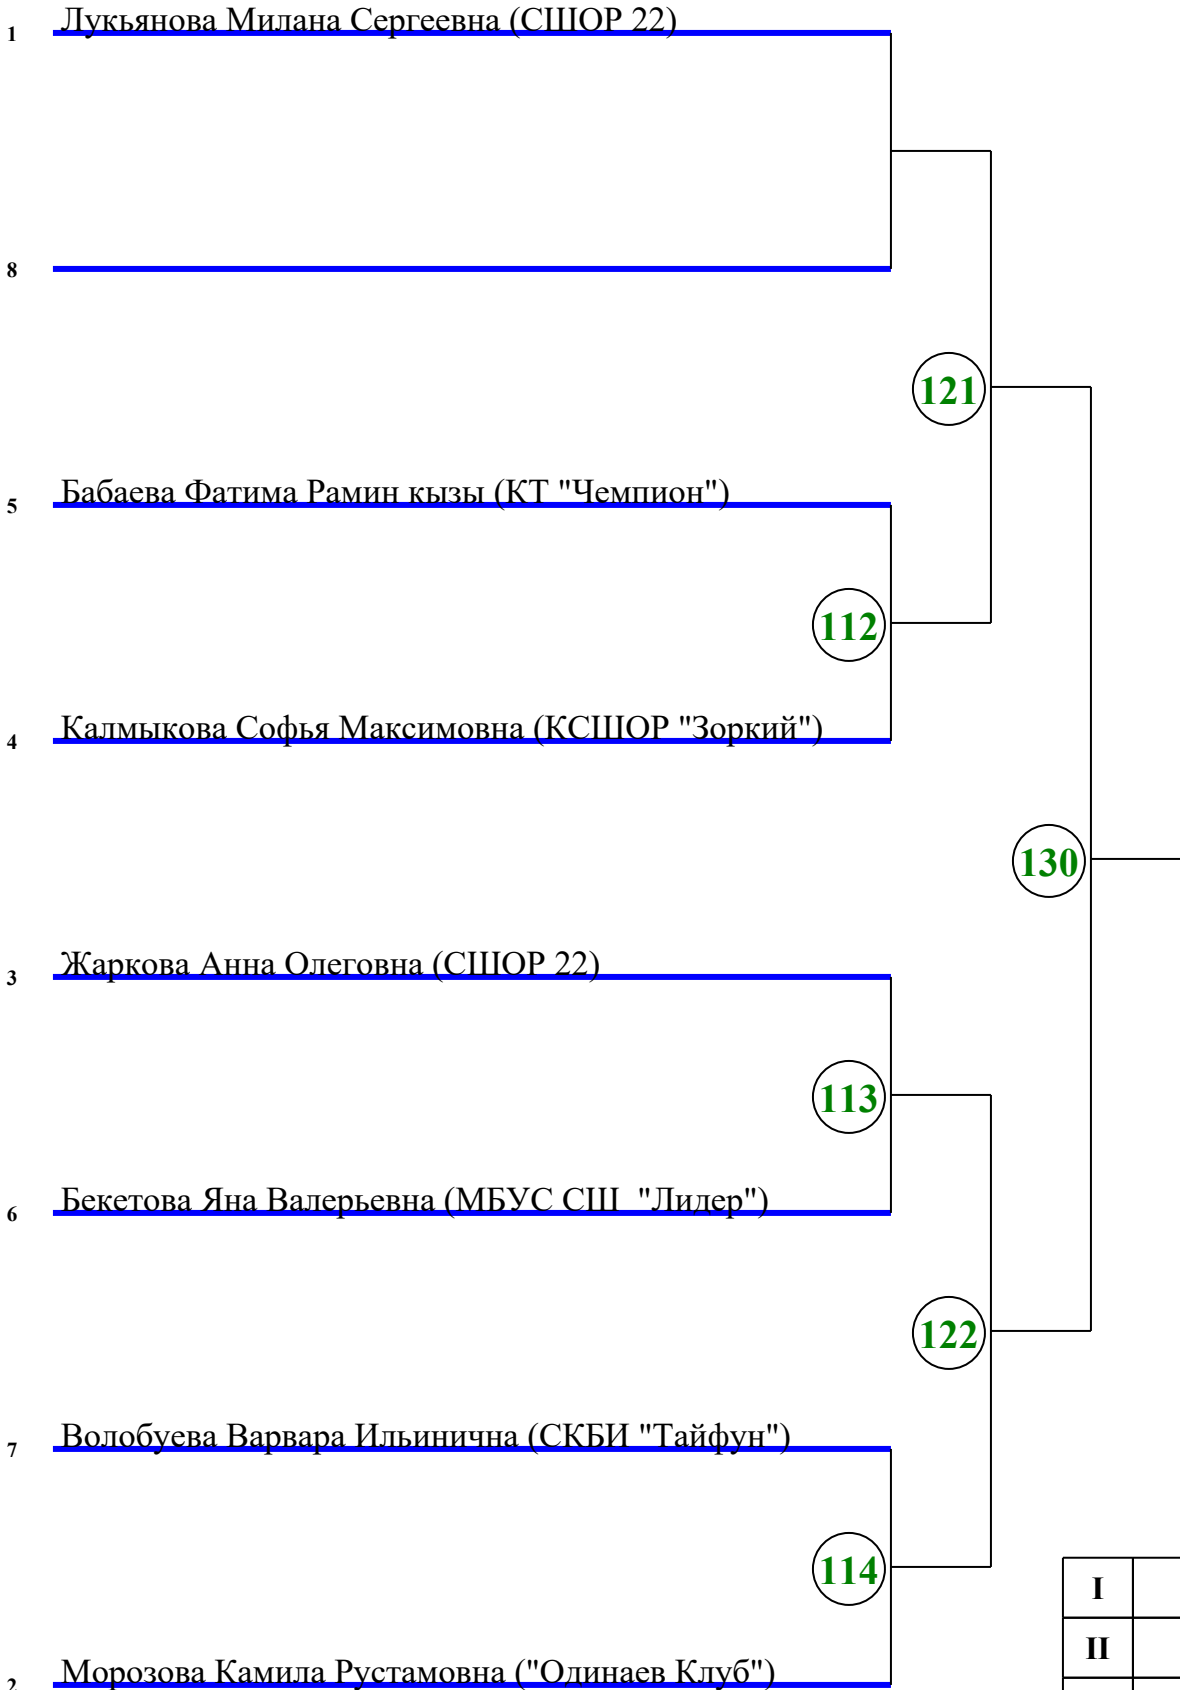 1 Лукьянова Милана Сергеевна (СШОР 22)
8
121
5 Бабаева Фатима Рамин кызы (КТ "Чемпион")
112
4 Калмыкова Софья Максимовна (КСШОР "Зоркий")
130
3 Жаркова Анна Олеговна (СШОР 22)
113
6 Бекетова Яна Валерьевна (МБУС СШ  "Лидер")
122
7 Волобуева Варвара Ильинична (СКБИ "Тайфун")
114
I
II
2 Морозова Камила Рустамовна ("Одинаев Клуб")